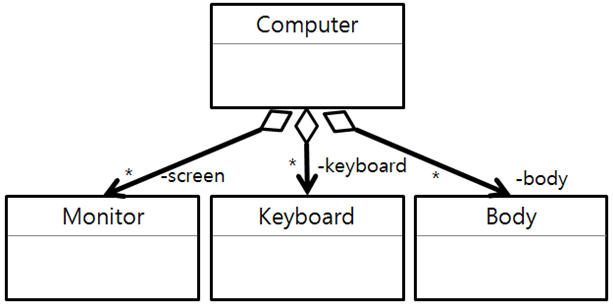 Computer
*
-screen
*
-keyboard
*
-body
Monitor
Keyboard
Body